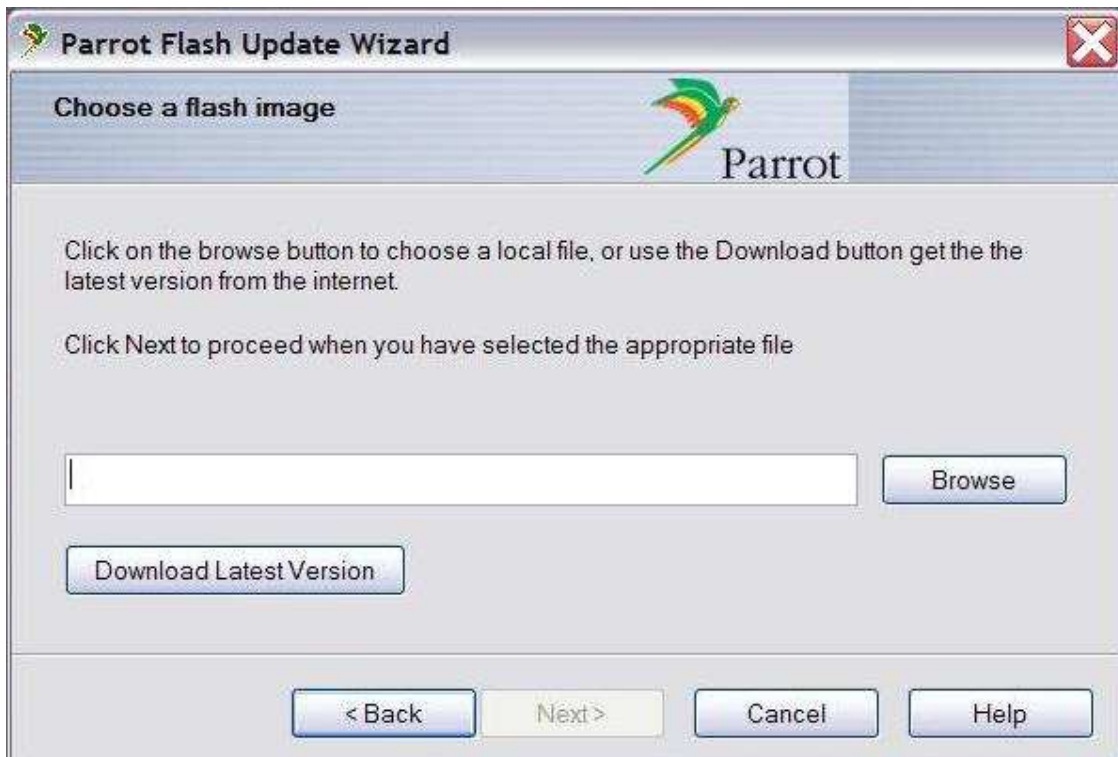 Parrot Flash Update Wizard
Choose a flash image
Parrot
Click on the browse button to choose a local file, or use the Download button get the the
latest version from the internet.
Click Next to proceed when you have selected the appropriate file
Browse
Download Latest Version
< Back
Next >
Cancel
Help